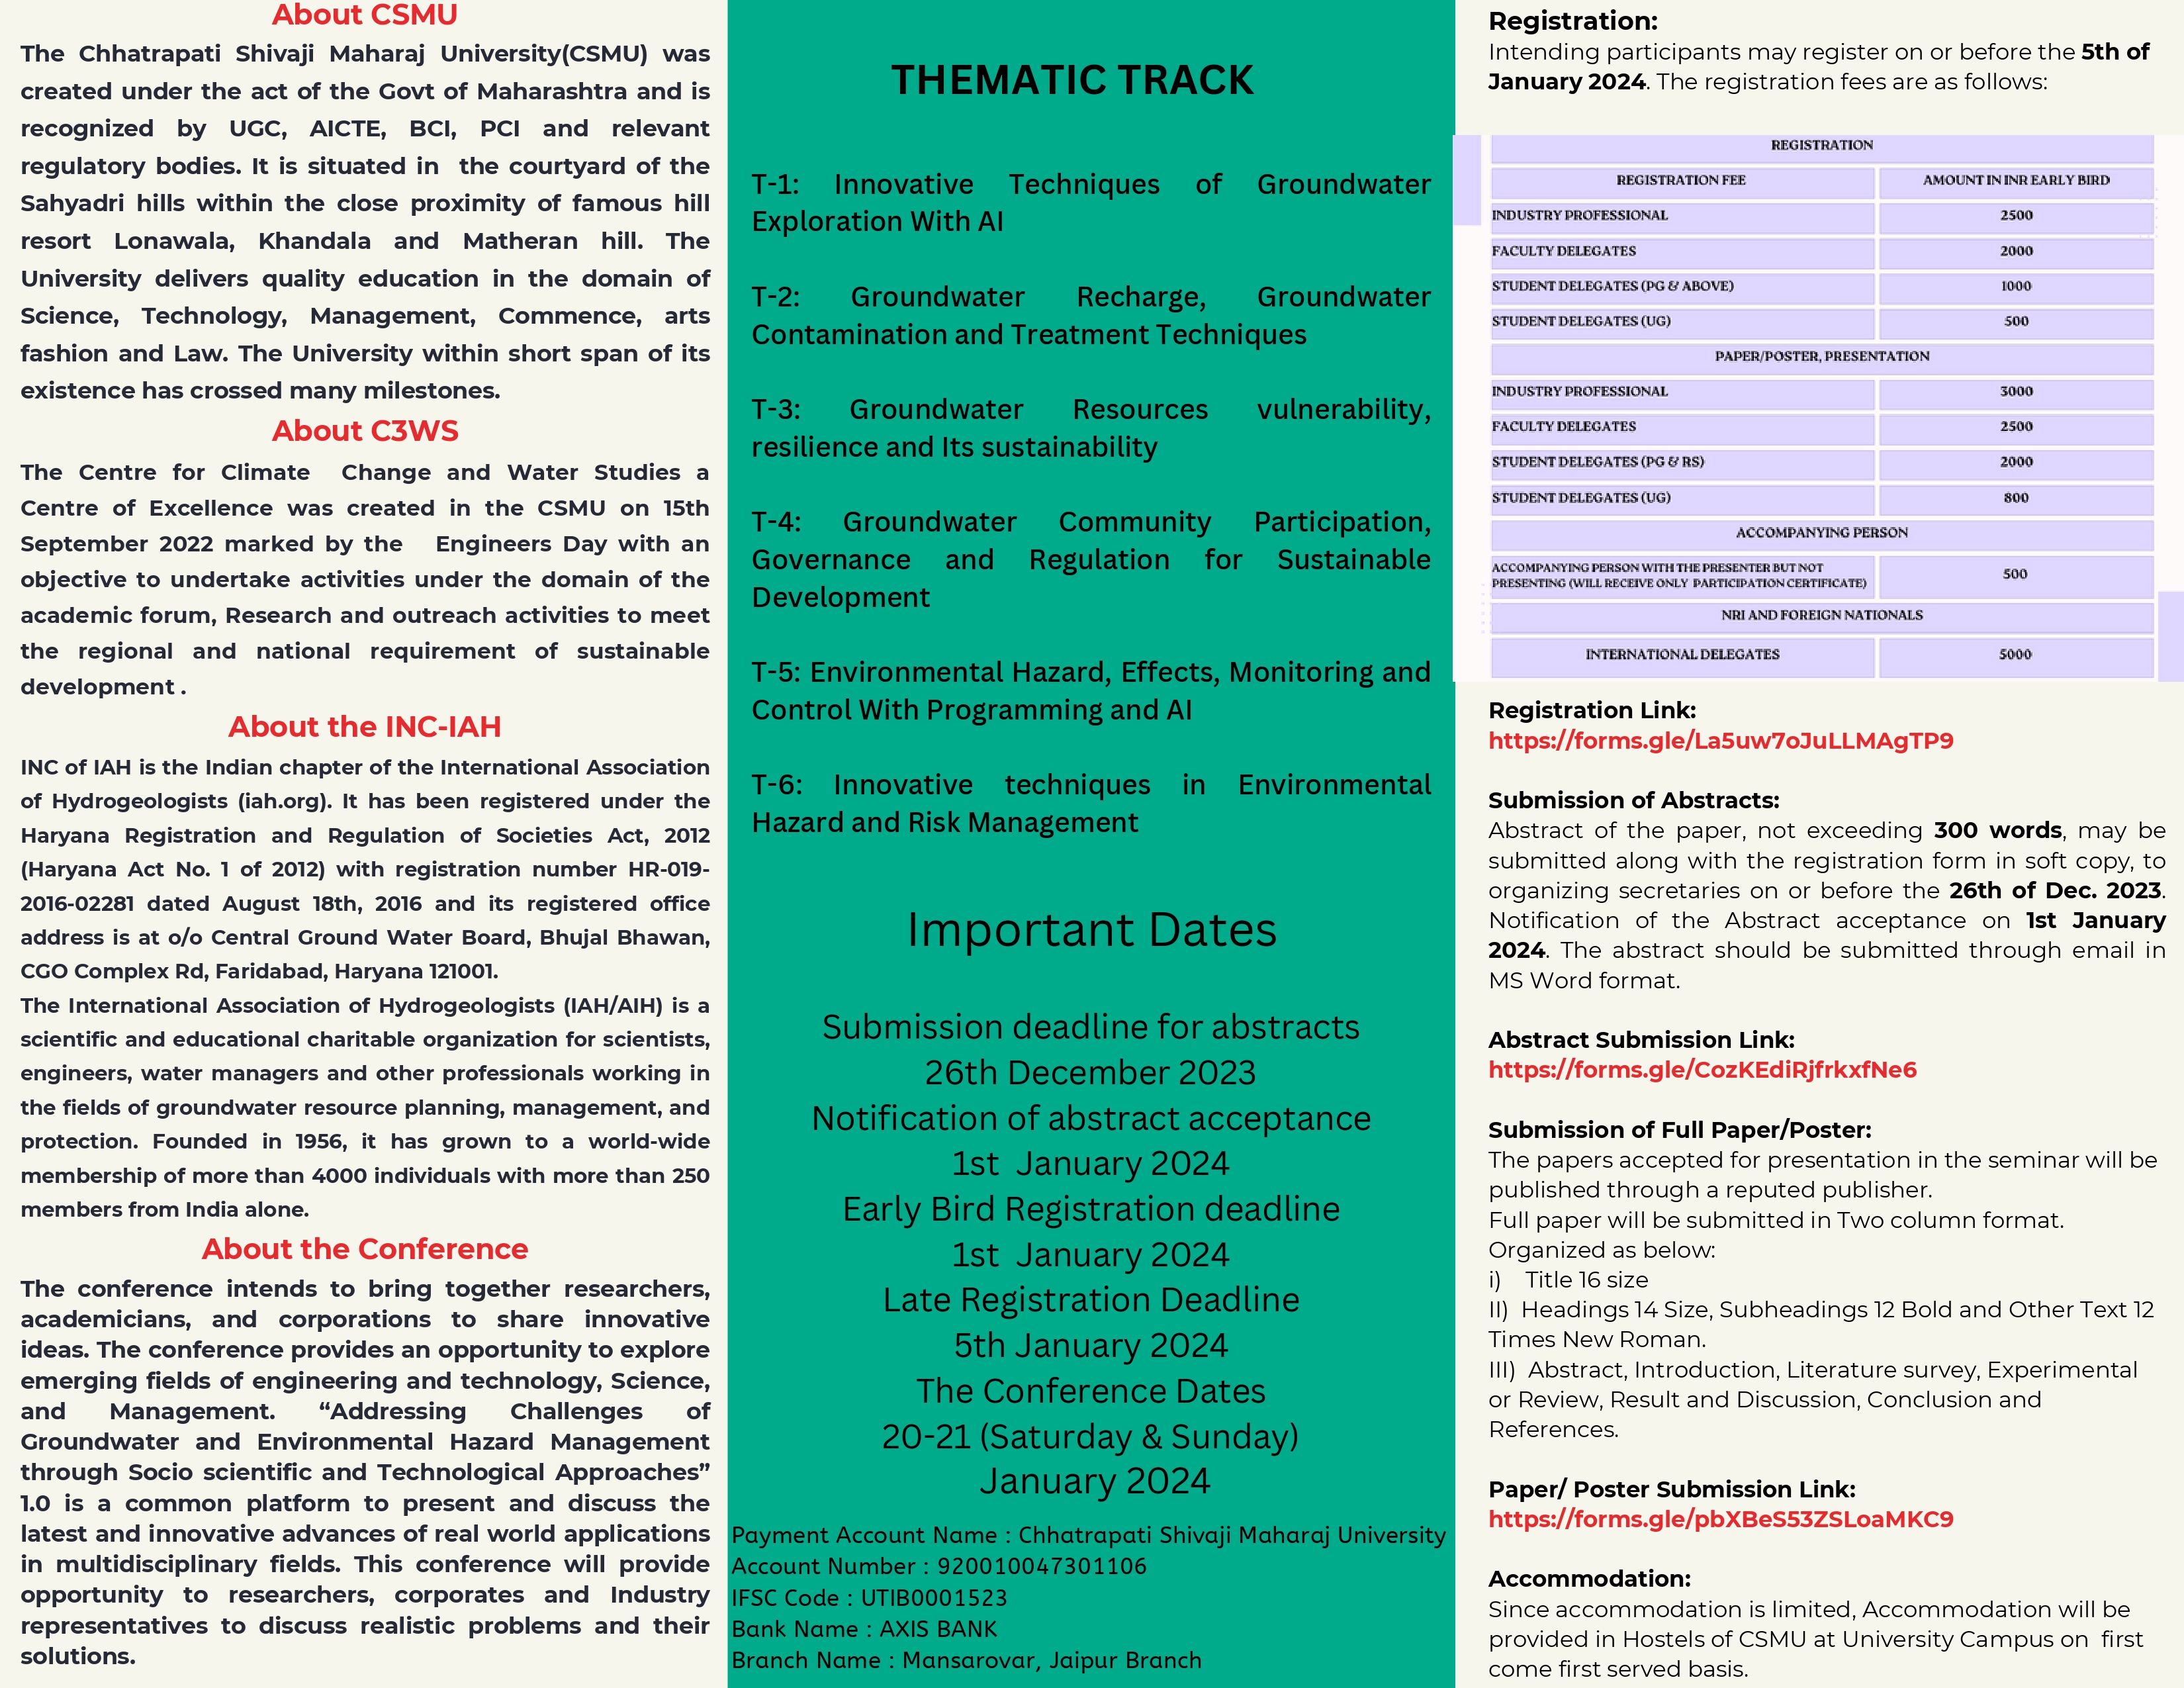 About CSMU
The Chhatrapati Shivaji Maharaj University(CSMU) was
created under the act of the Govt of Maharashtra and is
recognized by UGC, AICTE, BCI, PCI and relevant
regulatory bodies. It is situated in the courtyard of the
Sahyadri hills within the close proximity of famous hill
resort Lonawala, Khandala and Matheran hill. The
University delivers quality education in the domain of
Science, Technology, Management, Commence, arts
fashion and Law. The University within short span of its
existence has crossed many milestones.
About C3WS
The Centre for Climate Change and Water Studies a
Centre of Excellence was created in the CSMU on 15th
September 2022 marked by the Engineers Day with an
objective to undertake activities under the domain of the
academic forum, Research and outreach activities to meet
the regional and national requirement of sustainable
development .
About the INC-IAH
INC of IAH is the Indian chapter of the International Association
of Hydrogeologists (iah.org). It has been registered under the
Haryana Registration and Regulation of Societies Act, 2012
(Haryana Act No. 1 of 2012) with registration number HR-019-
2016-02281 dated August 18th, 2016 and its registered office
address is at o/o Central Ground Water Board, Bhujal Bhawan,
CGO Complex Rd, Faridabad, Haryana 121001.
The International Association of Hydrogeologists (IAH/AIH) is a
scientific and educational charitable organization for scientists,
engineers, water managers and other professionals working in
the fields of groundwater resource planning, management, and
protection. Founded in 1956, it has grown to a world-wide
membership of more than 4000 individuals with more than 250
members from India alone.
About the Conference
The conference intends to bring together researchers,
academicians, and corporations to share innovative
ideas. The conference provides an opportunity to explore
emerging fields of engineering and technology, Science,
and Management. “Addressing Challenges of
Groundwater and Environmental Hazard Management
through Socio scientific and Technological Approaches”
1.0 is a common platform to present and discuss the
latest and innovative advances of real world applications
in multidisciplinary fields. This conference will provide
opportunity to researchers, corporates and Industry
representatives to discuss realistic problems and their
solutions.
THEMATIC TRACK
T-1: Innovative Techniques of Groundwater
Exploration With AI
T-2: Groundwater Recharge, Groundwater
Contamination and Treatment Techniques
T-3: Groundwater Resources vulnerability,
resilience and Its sustainability
T-4: Groundwater Community Participation,
Governance and Regulation for Sustainable
Development
T-5: Environmental Hazard, Effects, Monitoring and
Control With Programming and AI
T-6: Innovative techniques in Environmental
Hazard and Risk Management
Important Dates
Submission deadline for abstracts
26th December 2023
Notification of abstract acceptance
1st January 2024
Early Bird Registration deadline
1st January 2024
Late Registration Deadline
5th January 2024
The Conference Dates
20-21 (Saturday & Sunday)
January 2024
Payment Account Name : Chhatrapati Shivaji Maharaj University
Account Number : 920010047301106
IFSC Code : UTIB0001523
Bank Name : AXIS BANK
Branch Name : Mansarovar, Jaipur Branch
Registration:
Intending participants may register on or before the 5th of
January 2024. The registration fees are as follows:
REGISTRATION
REGISTRATION FEE AMOUNT IN INR EARLY BIRD
INDUSTRY PROFESSIONAL 2500
FACULTY DELEGATES 2000
STUDENT DELEGATES (PG & ABOVE) 1000
STUDENT DELEGATES (UG) 500
PAPER/POSTER, PRESENTATION
INDUSTRY PROFESSIONAL 3000
FACULTY DELEGATES 2500
STUDENT DELEGATES (PG & RS) 2000
STUDENT DELEGATES (UG) 800
ACCOMPANYING PERSON
ACCOMPANYING PERSON WITH THE PRESENTER BUT NOT
PRESENTING (WILL RECEIVE ONLY PARTICIPATION CERTIFICATE) 500
NRI AND FOREIGN NATIONALS
INTERNATIONAL DELEGATES 5000
Registration Link:
https://forms.gle/La5uw7oJuLLMAgTP9
Submission of Abstracts:
Abstract of the paper, not exceeding 300 words, may be
submitted along with the registration form in soft copy, to
organizing secretaries on or before the 26th of Dec. 2023.
Notification of the Abstract acceptance on 1st January
2024. The abstract should be submitted through email in
MS Word format.
Abstract Submission Link:
https://forms.gle/CozKEdiRjfrkxfNe6
Submission of Full Paper/Poster:
The papers accepted for presentation in the seminar will be
published through a reputed publisher.
Full paper will be submitted in Two column format.
Organized as below:
i) Title 16 size
II) Headings 14 Size, Subheadings 12 Bold and Other Text 12
Times New Roman.
III) Abstract, Introduction, Literature survey, Experimental
or Review, Result and Discussion, Conclusion and
References.
Paper/ Poster Submission Link:
https://forms.gle/pbXBeS53ZSLoaMKC9
Accommodation:
Since accommodation is limited, Accommodation will be
provided in Hostels of CSMU at University Campus on first
come first served basis.